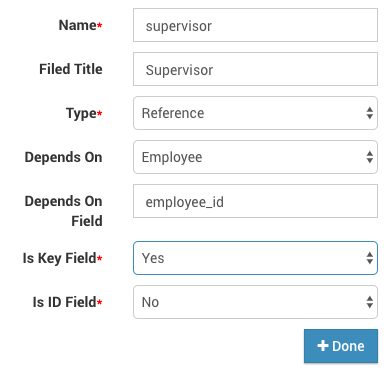 Name* supervisor
Filed Title Supervisor
Type* Reference
Depends On Employee
Depends On
Field employee_id
Is Key Field* Yes
Is ID Field* No
+ Done